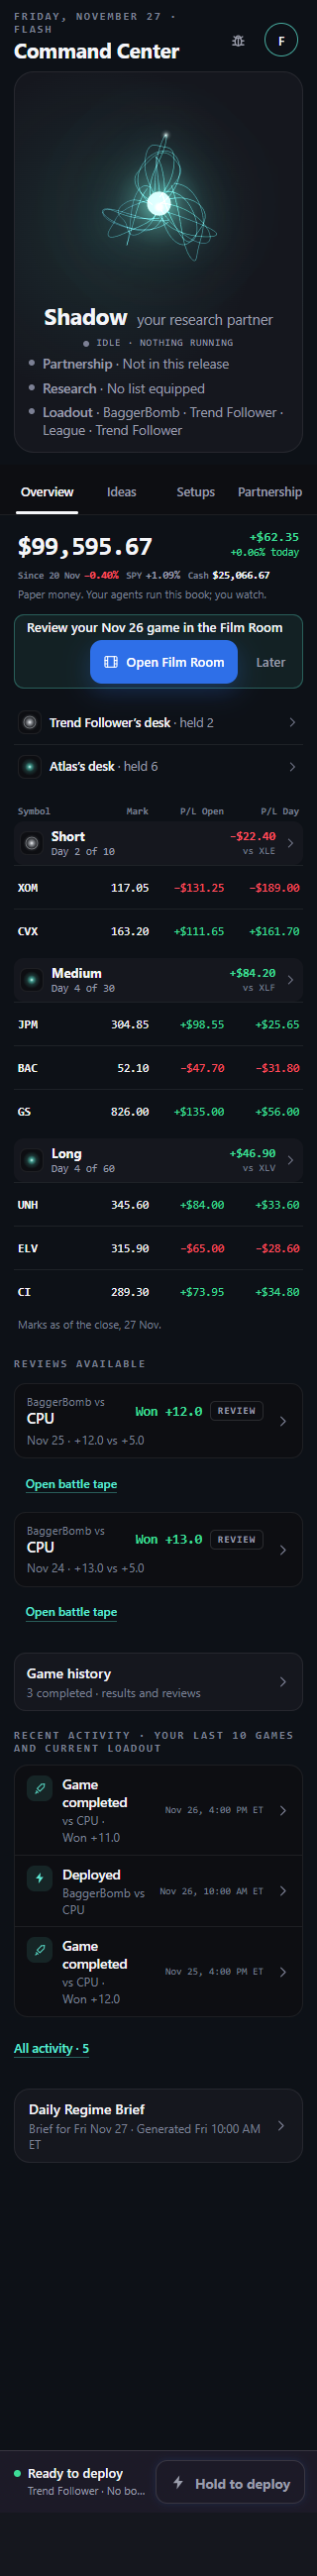 FRIDAY, NOVEMBER 27 ·
FLASH
Command Center
F
Shadow your research partner
IDLE · NOTHING RUNNING
Partnership · Not in this release
Research · No list equipped
Loadout · BaggerBomb · Trend Follower ·
League · Trend Follower
Overview Ideas Setups Partnership
$99,595.67 +$62.35
+0.06% today
Since 20 Nov −0.40% SPY +1.09% Cash $25,066.67
Paper money. Your agents run this book; you watch.
Review your Nov 26 game in the Film Room
Open Film Room Later
Trend Follower's desk · held 2
Atlas's desk · held 6
Symbol Mark P/L Open P/L Day
Short −$22.40
Day 2 of 10 vs XLE
XOM 117.05 −$131.25 −$189.00
CVX 163.20 +$111.65 +$161.70
Medium +$84.20
Day 4 of 30 vs XLF
JPM 304.85 +$98.55 +$25.65
BAC 52.10 −$47.70 −$31.80
GS 826.00 +$135.00 +$56.00
Long +$46.90
Day 4 of 60 vs XLV
UNH 345.60 +$84.00 +$33.60
ELV 315.90 −$65.00 −$28.60
CI 289.30 +$73.95 +$34.80
Marks as of the close, 27 Nov.
REVIEWS AVAILABLE
BaggerBomb vs
CPU Won +12.0 REVIEW
Nov 25 · +12.0 vs +5.0
Open battle tape
BaggerBomb vs
CPU Won +13.0 REVIEW
Nov 24 · +13.0 vs +5.0
Open battle tape
Game history
3 completed · results and reviews
RECENT ACTIVITY · YOUR LAST 10 GAMES
AND CURRENT LOADOUT
Game
completed
vs CPU ·
Won +11.0
Nov 26, 4:00 PM ET
Deployed
BaggerBomb vs
CPU
Nov 26, 10:00 AM ET
Game
completed
vs CPU ·
Won +12.0
Nov 25, 4:00 PM ET
All activity · 5
Daily Regime Brief
Brief for Fri Nov 27 · Generated Fri 10:00 AM
ET
Ready to deploy
Trend Follower · No bo...
Hold to deploy